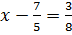 x − 7/5 = 3/8